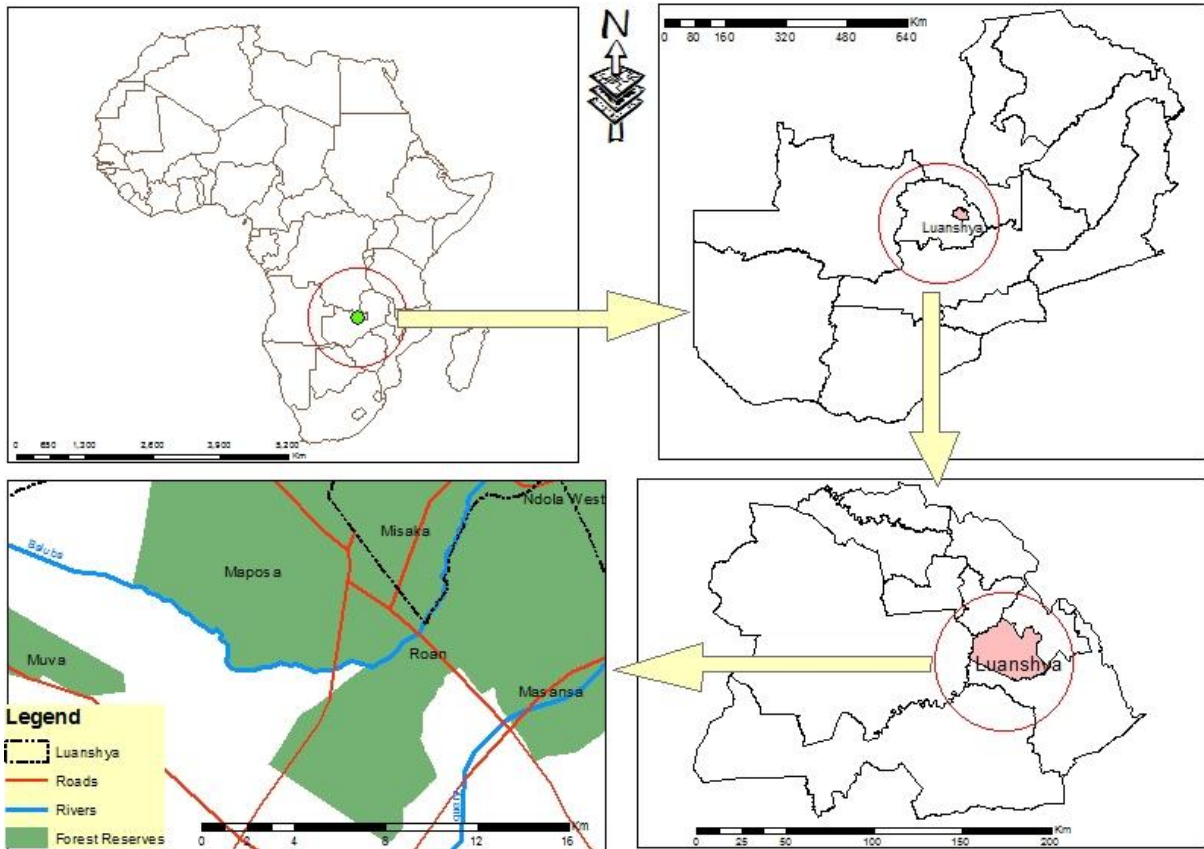 0 650 1,300 2,600 3,900 5,200
Km
N
Km
0 80 160 320 480 640
Luanshya
Ndola West
Misaka
Baluba
Maposa
Roan
Muva
Masansa
Legend
Luanshya
Roads
Rivers
Forest Reserves
Km
0 2 4 8 12 16
Luanshya
Km
0 25 50 100 150 200